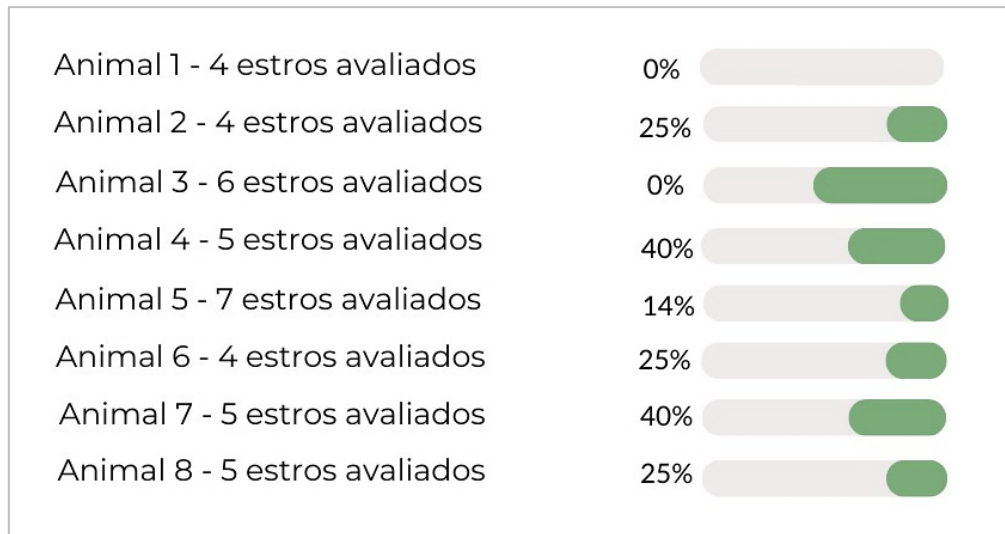 Animal 1 - 4 estros avaliados 0%
Animal 2 - 4 estros avaliados 25%
Animal 3 - 6 estros avaliados 0%
Animal 4 - 5 estros avaliados 40%
Animal 5 - 7 estros avaliados 14%
Animal 6 - 4 estros avaliados 25%
Animal 7 - 5 estros avaliados 40%
Animal 8 - 5 estros avaliados 25%